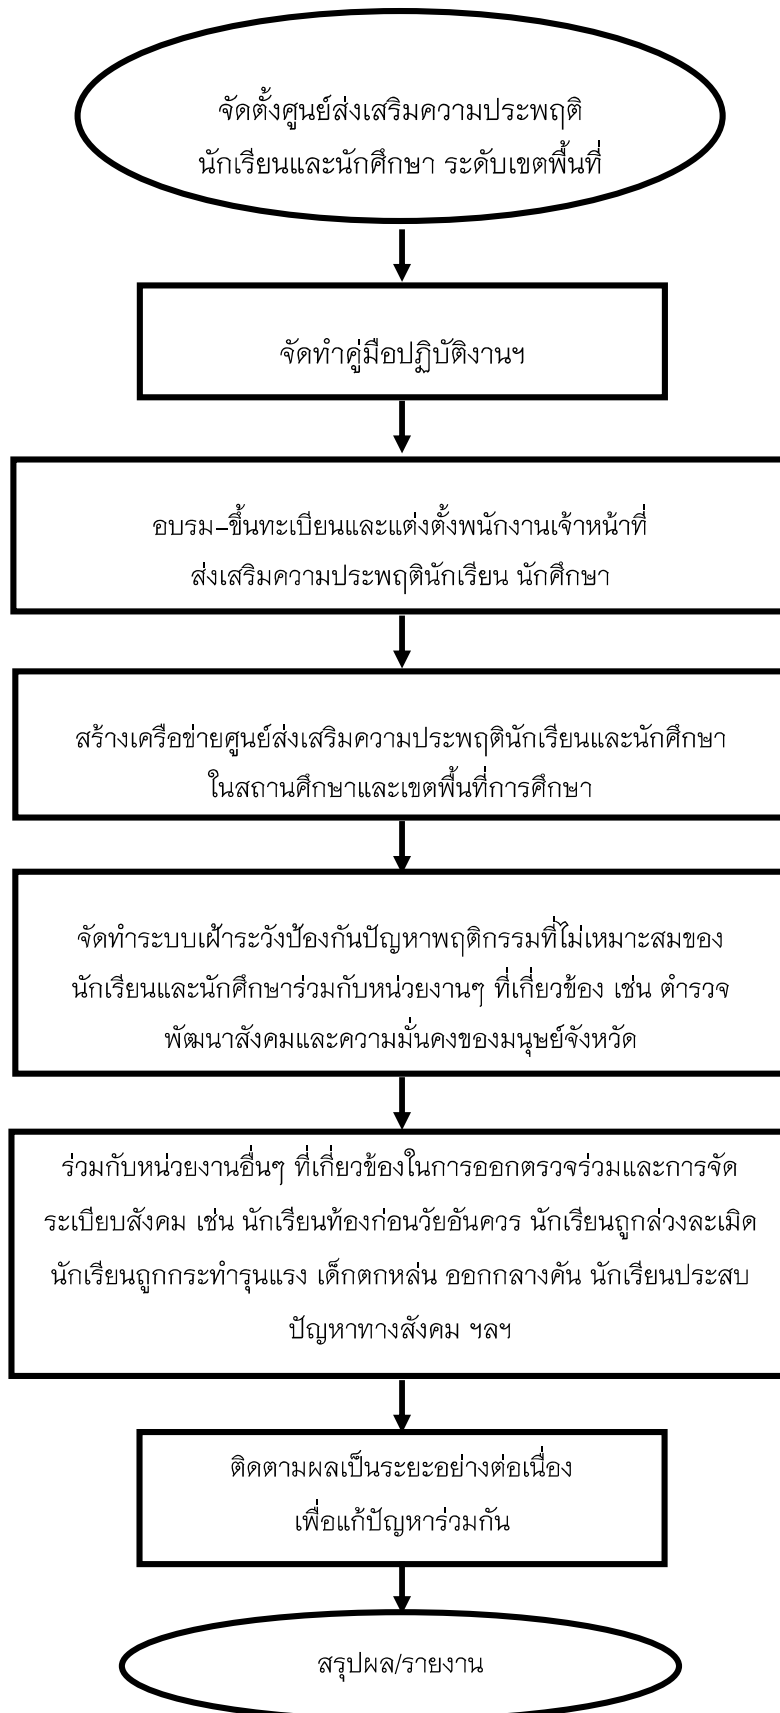 จัดตั้งศูนย์ส่งเสริมความประพฤติ
นักเรียนและนักศึกษา ระดับเขตพื้นที่
จัดทำคู่มือปฏิบัติงานฯ
อบรม-ขึ้นทะเบียนและแต่งตั้งพนักงานเจ้าหน้าที่
ส่งเสริมความประพฤตินักเรียน นักศึกษา
สร้างเครือข่ายศูนย์ส่งเสริมความประพฤตินักเรียนและนักศึกษา
ในสถานศึกษาและเขตพื้นที่การศึกษา
จัดทำระบบเฝ้าระวังป้องกันปัญหาพฤติกรรมที่ไม่เหมาะสมของ
นักเรียนและนักศึกษาร่วมกับหน่วยงานๆ ที่เกี่ยวข้อง เช่น ตำรวจ
พัฒนาสังคมและความมั่นคงของมนุษย์จังหวัด
ร่วมกับหน่วยงานอื่นๆ ที่เกี่ยวข้องในการออกตรวจร่วมและการจัด
ระเบียบสังคม เช่น นักเรียนท้องก่อนวัยอันควร นักเรียนถูกล่วงละเมิด
นักเรียนถูกกระทำรุนแรง เด็กตกหล่น ออกกลางคัน นักเรียนประสบ
ปัญหาทางสังคม ฯลฯ
ติดตามผลเป็นระยะอย่างต่อเนื่อง
เพื่อแก้ปัญหาร่วมกัน
สรุปผล/รายงาน